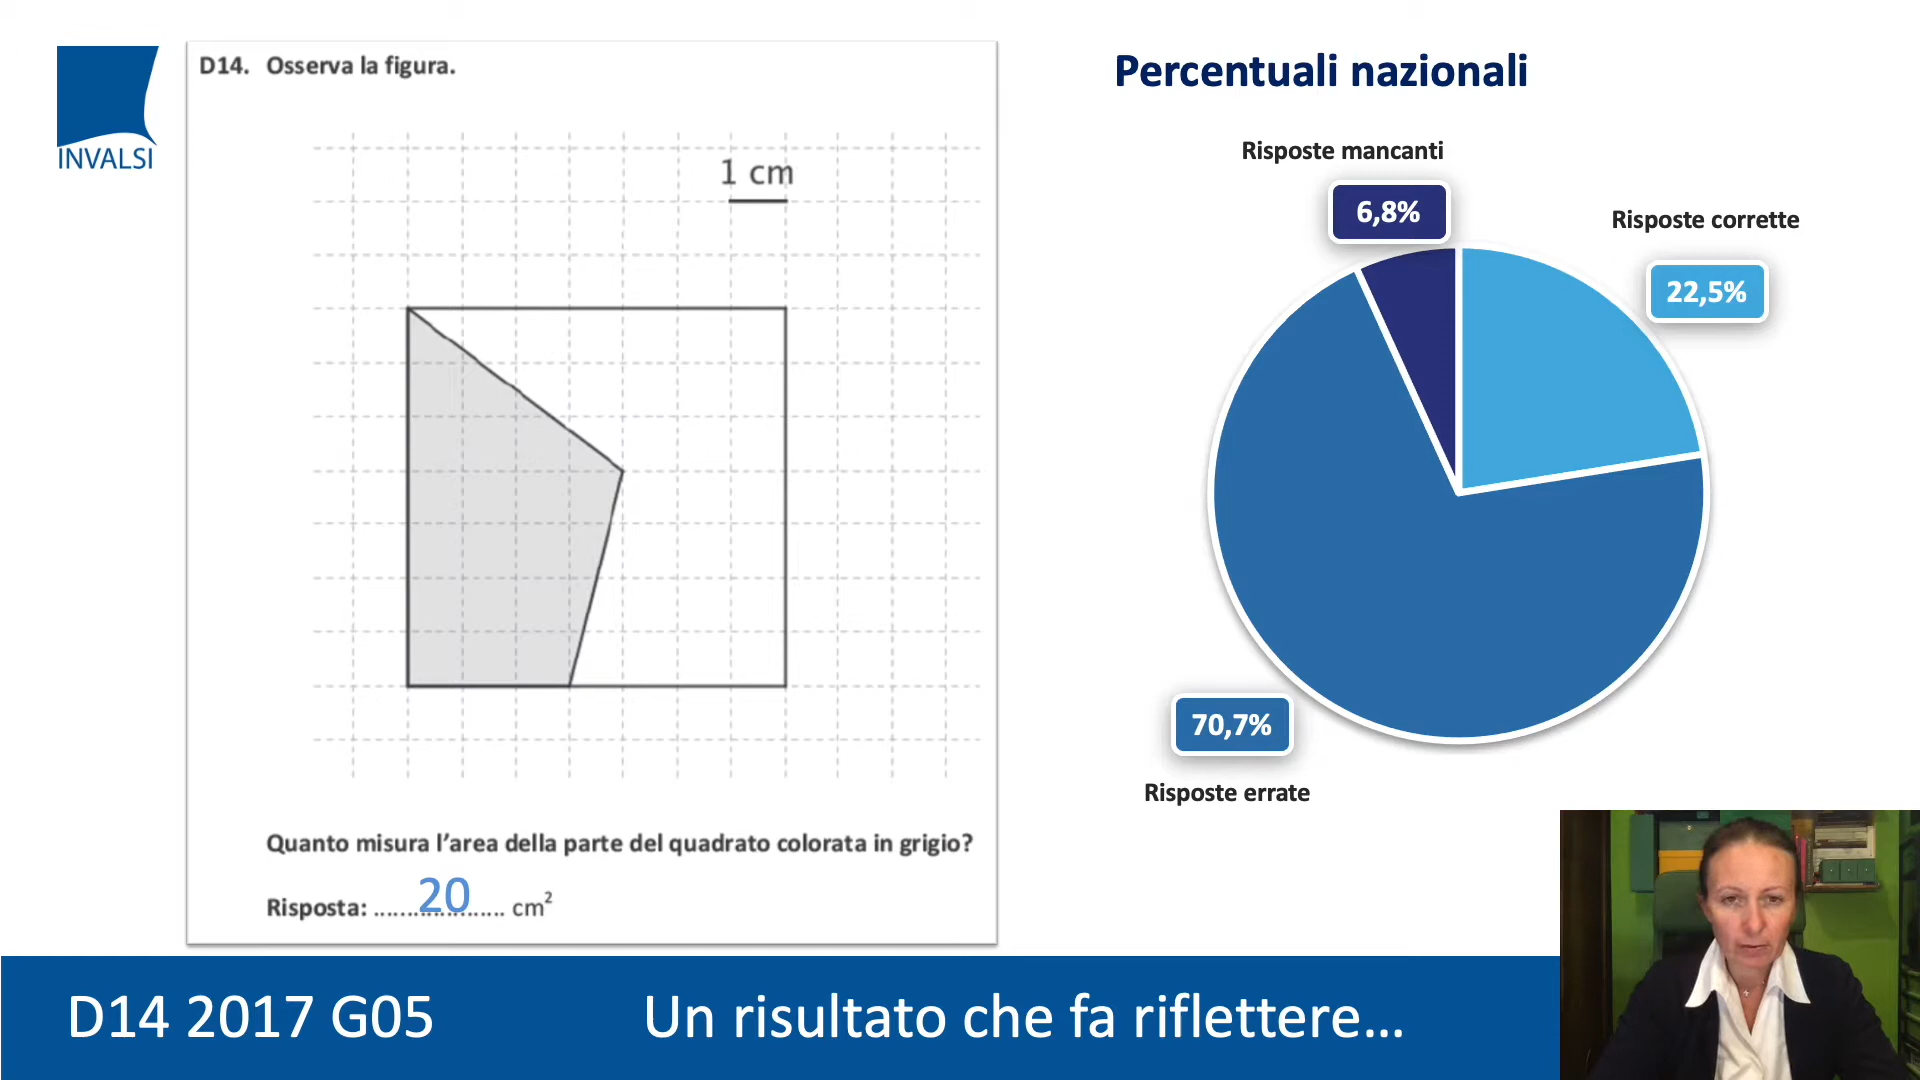 INVALSI
D14. Osserva la figura.
1 cm
Quanto misura l’area della parte del quadrato colorata in grigio?
Risposta: ......20...... cm²
Percentuali nazionali
Risposte mancanti
6,8%
Risposte corrette
22,5%
70,7%
Risposte errate
D14 2017 G05
Un risultato che fa riflettere…